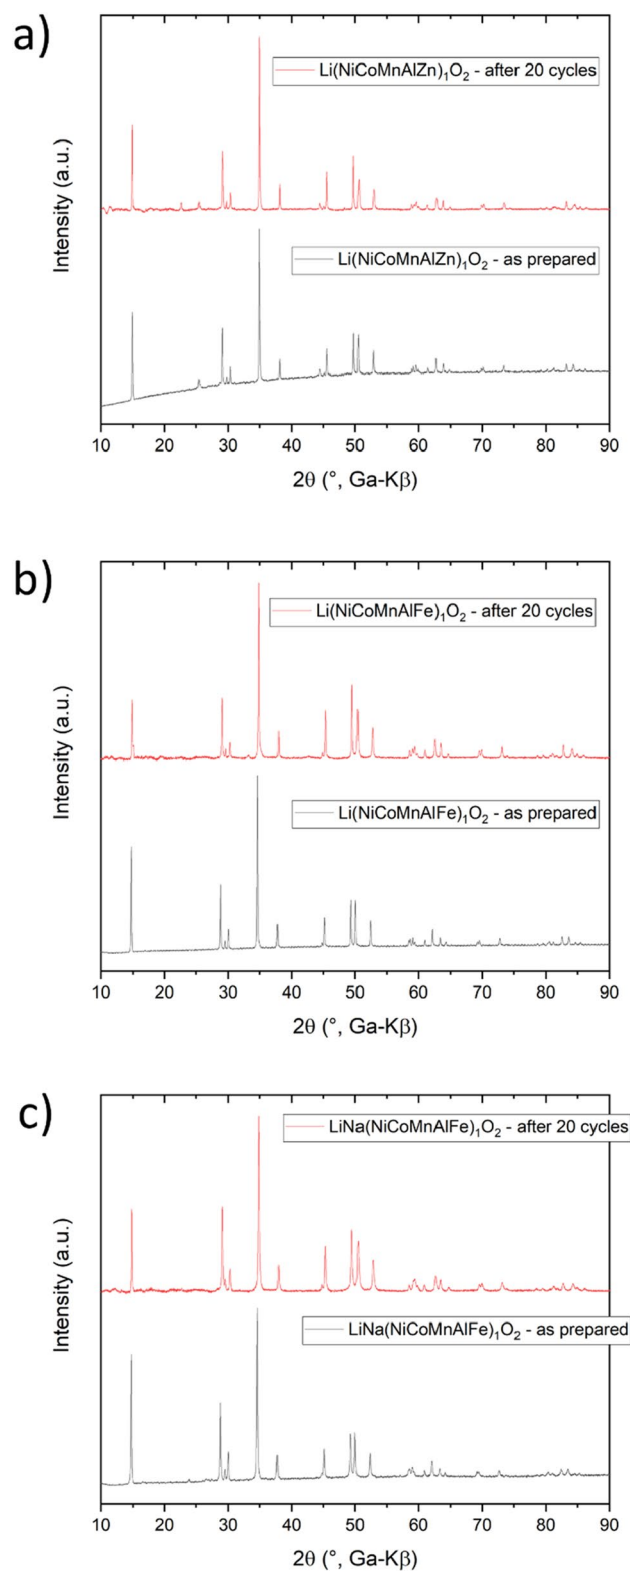 a)
Li(NiCoMnAlZn)₁O₂ - after 20 cycles
Li(NiCoMnAlZn)₁O₂ - as prepared
Intensity (a.u.)
10 20 30 40 50 60 70 80 90
2θ (°, Ga-Kβ)
b)
Li(NiCoMnAlFe)₁O₂ - after 20 cycles
Li(NiCoMnAlFe)₁O₂ - as prepared
Intensity (a.u.)
10 20 30 40 50 60 70 80 90
2θ (°, Ga-Kβ)
c)
LiNa(NiCoMnAlFe)₁O₂ - after 20 cycles
LiNa(NiCoMnAlFe)₁O₂ - as prepared
Intensity (a.u.)
10 20 30 40 50 60 70 80 90
2θ (°, Ga-Kβ)